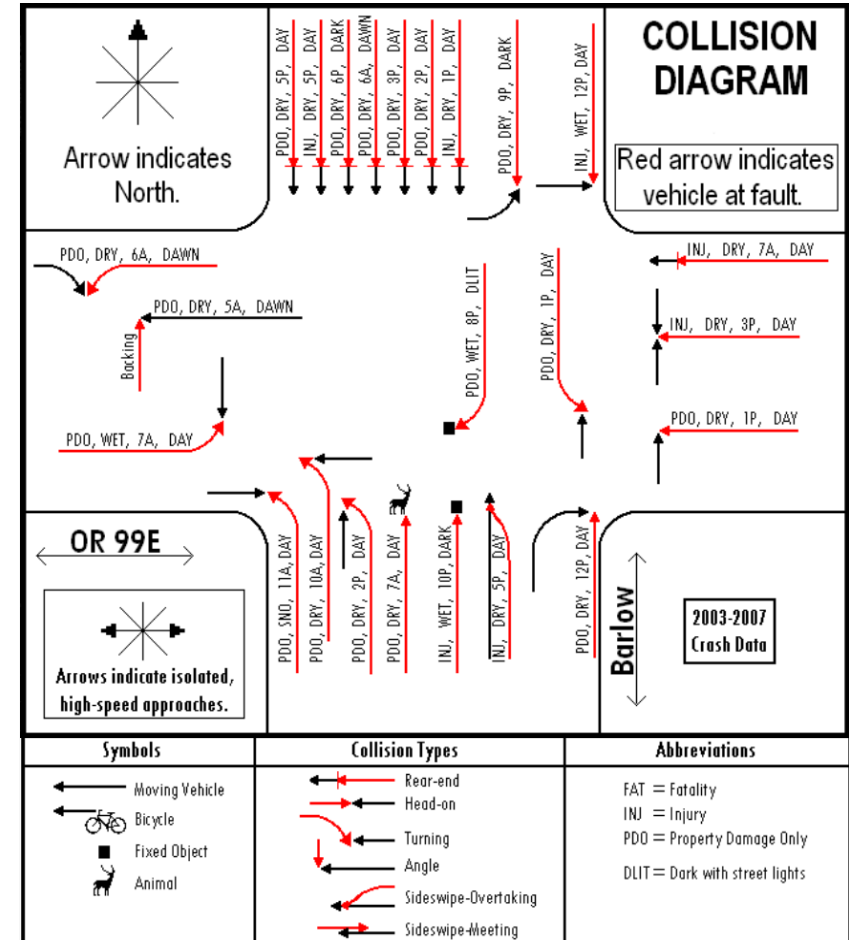 COLLISION
DIAGRAM
Arrow indicates
North.
Red arrow indicates
vehicle at fault.
PDO, DRY, 5P, DAY
INJ, DRY, 5P, DAY
PDO, DRY, 6P, DARK
PDO, DRY, 6A, DAWN
PDO, DRY, 3P, DAY
PDO, DRY, 2P, DAY
INJ, DRY, 1P, DAY
PDO, DRY, 9P, DARK
INJ, WET, 12P, DAY
PDO, DRY, 6A, DAWN
PDO, DRY, 5A, DAWN
Backing
PDO, WET, 7A, DAY
PDO, WET, 8P, DLIT
PDO, DRY, 1P, DAY
INJ, DRY, 7A, DAY
INJ, DRY, 3P, DAY
PDO, DRY, 1P, DAY
PDO, SNO, 11A, DAY
PDO, DRY, 10A, DAY
PDO, DRY, 2P, DAY
PDO, DRY, 7A, DAY
INJ, WET, 10P, DARK
INJ, DRY, 5P, DAY
PDO, DRY, 12P, DAY
OR 99E
Arrows indicate isolated,
high-speed approaches.
Barlow
2003-2007
Crash Data
Symbols
Moving Vehicle
Bicycle
Fixed Object
Animal
Collision Types
Rear-end
Head-on
Turning
Angle
Sideswipe-Overtaking
Sideswipe-Meeting
Abbreviations
FAT = Fatality
INJ = Injury
PDO = Property Damage Only
DLIT = Dark with street lights